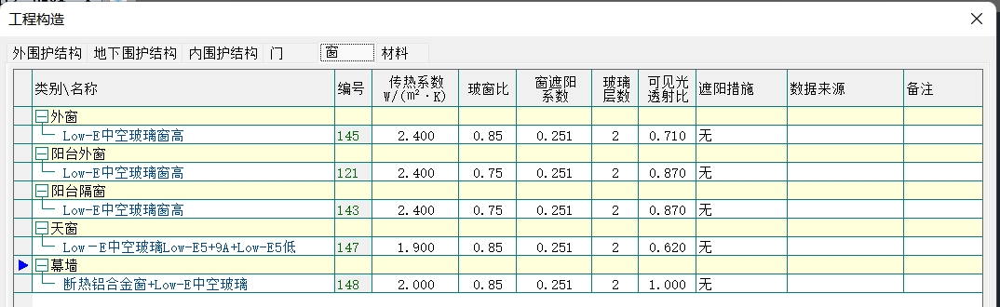 工程构造
外围护结构 地下围护结构 内围护结构 门 窗 材料
类别\名称 编号 传热系数 W/(m²·K) 玻窗比 窗遮阳系数 玻璃层数 可见光透射比 遮阳措施 数据来源 备注
外窗
Low-E中空玻璃窗高 145 2.400 0.85 0.251 2 0.710 无
阳台外窗
Low-E中空玻璃窗高 121 2.400 0.75 0.251 2 0.870 无
阳台隔窗
Low-E中空玻璃窗高 143 2.400 0.75 0.251 2 0.870 无
天窗
Low－E中空玻璃Low-E5+9A+Low-E5低 147 1.900 0.85 0.251 2 0.620 无
幕墙
断热铝合金窗+Low-E中空玻璃 148 2.000 0.85 0.251 2 1.000 无